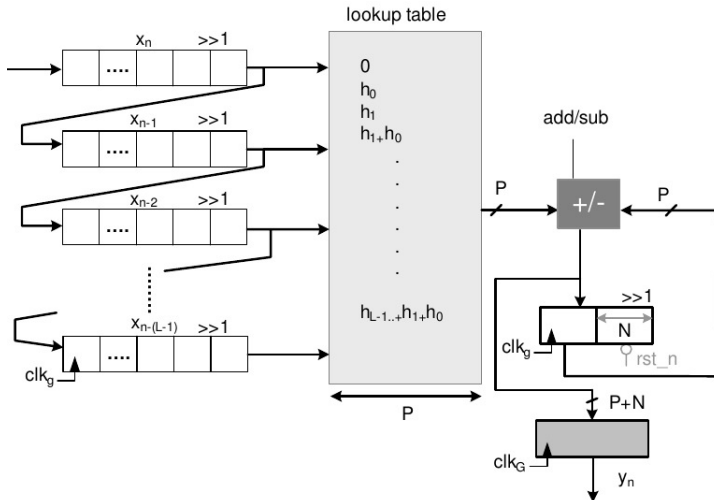 lookup table
xn >>1
....
0
h0
h1
h1+h0
.
.
.
.
.
.
hL-1..+h1+h0
xn-1 >>1
....
xn-2 >>1
....
xn-(L-1) >>1
....
clkg
P
add/sub
P
+/-
P
>>1
N
clkg
rst_n
P+N
clkG
yn